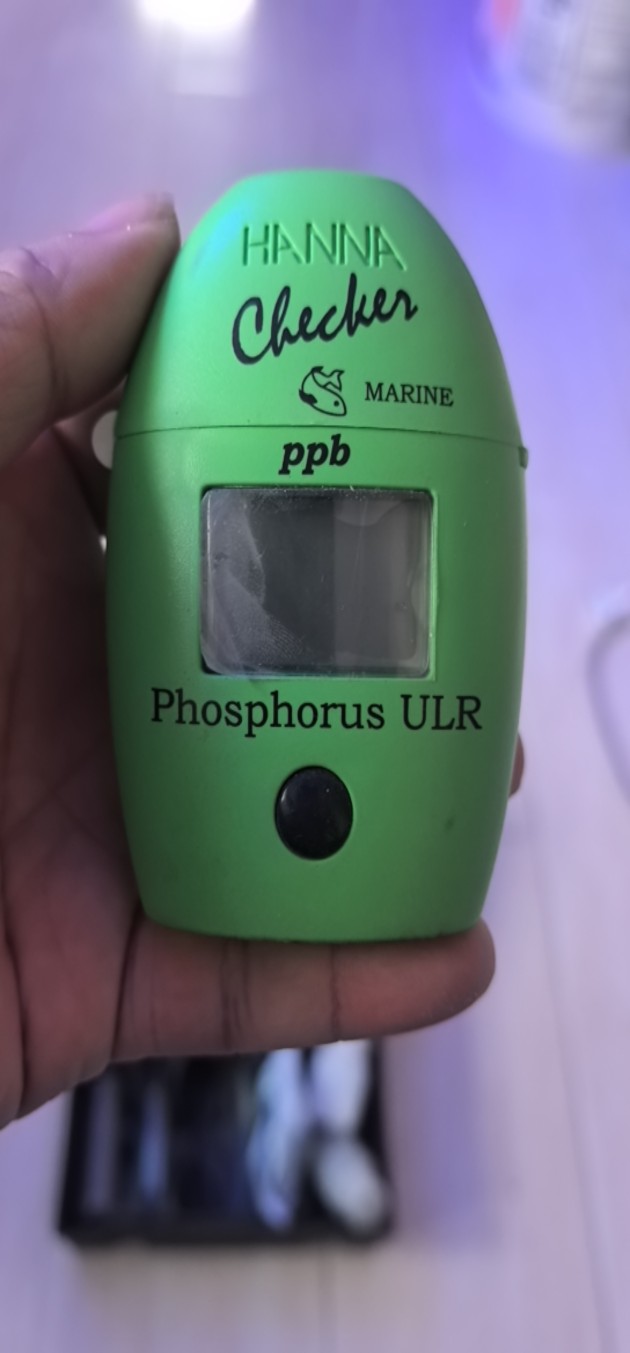 HANNA
Checker
MARINE
ppb
Phosphorus ULR